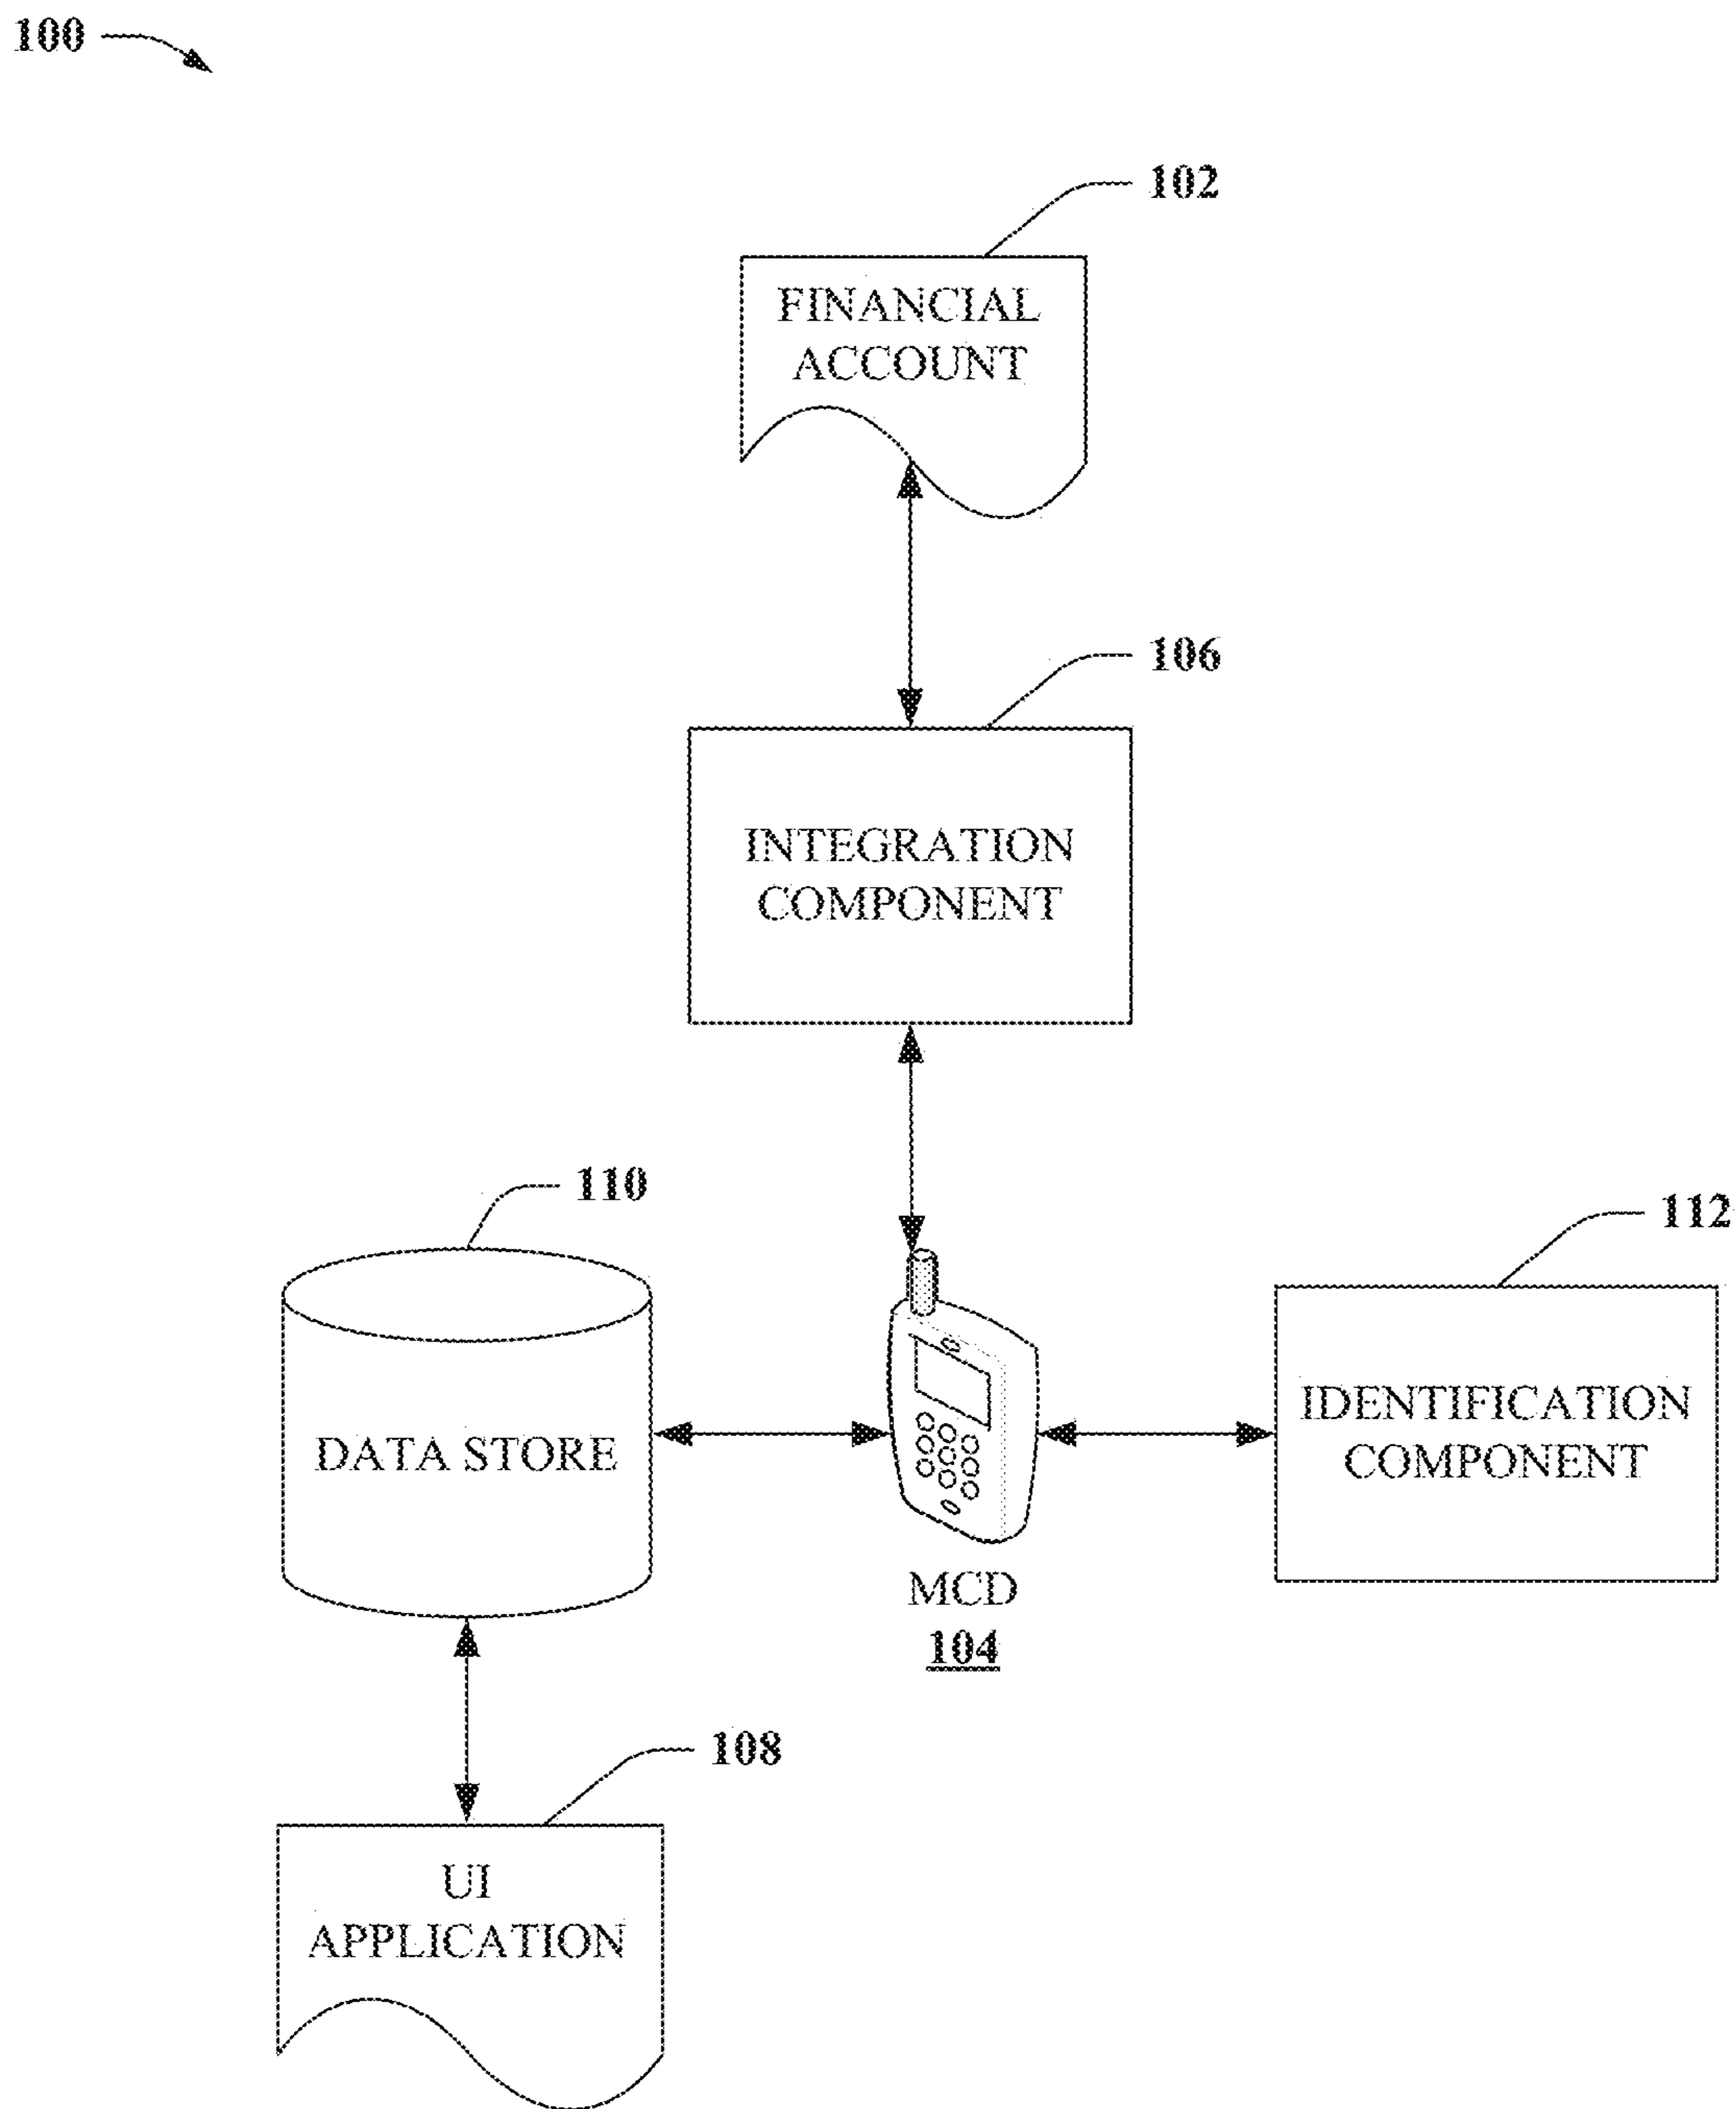 100
102
FINANCIAL
ACCOUNT
106
INTEGRATION
COMPONENT
110
112
DATA STORE
IDENTIFICATION
COMPONENT
MCD
104
108
UI
APPLICATION